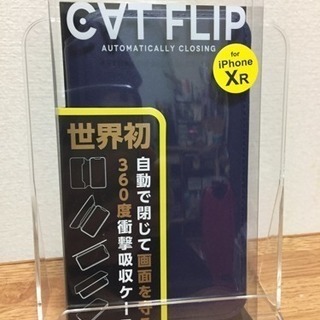 CAT FLIP
AUTOMATICALLY CLOSING
for
iPhone
XR
世界初
自動で閉じて画面を守る
360度衝撃吸収ケー